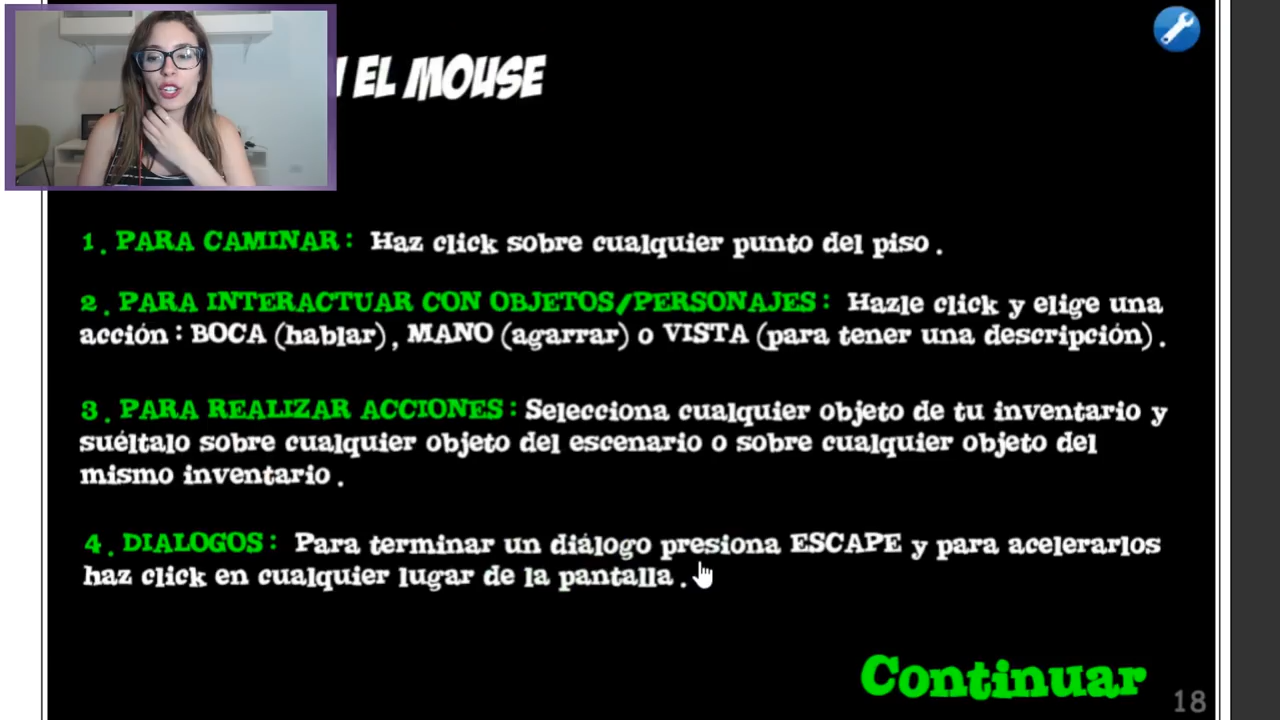 EL MOUSE
1. PARA CAMINAR: Haz click sobre cualquier punto del piso.
2. PARA INTERACTUAR CON OBJETOS/PERSONAJES: Hazle click y elige una
acción: BOCA (hablar), MANO (agarrar) o VISTA (para tener una descripción).
3. PARA REALIZAR ACCIONES: Selecciona cualquier objeto de tu inventario y
suéltalo sobre cualquier objeto del escenario o sobre cualquier objeto del
mismo inventario.
4. DIALOGOS: Para terminar un diálogo presiona ESCAPE y para acelerarlos
haz click en cualquier lugar de la pantalla.
Continuar
18